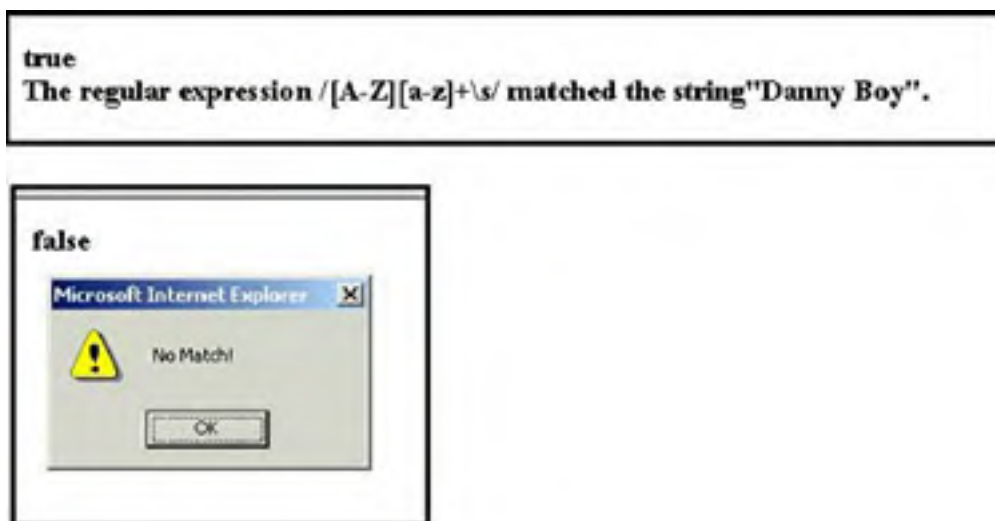 true
The regular expression /[A-Z][a-z]+\s/ matched the string"Danny Boy".
false
Microsoft Internet Explorer
No Match!
OK